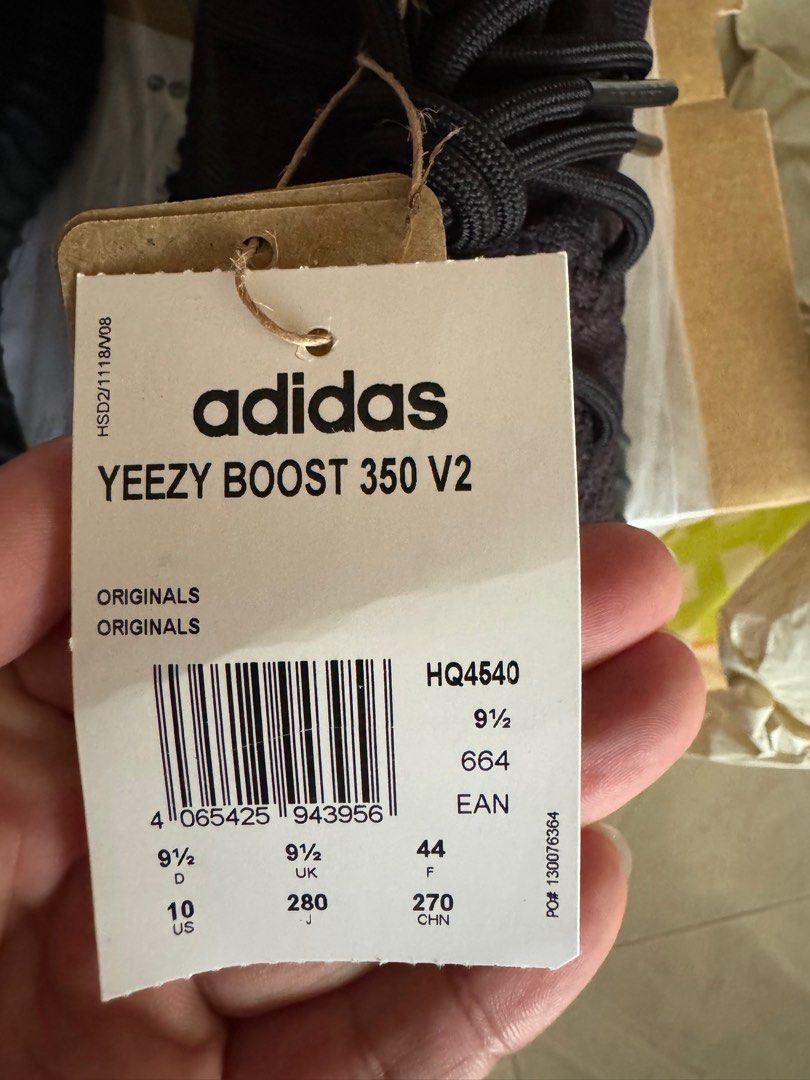 HSD2/1118/V08
adidas
YEEZY BOOST 350 V2
ORIGINALS
ORIGINALS
HQ4540
9½
664
EAN
4 065425 943956
9½ 9½ 44
D UK F
10 280 270
US J CHN
PO# 130076364